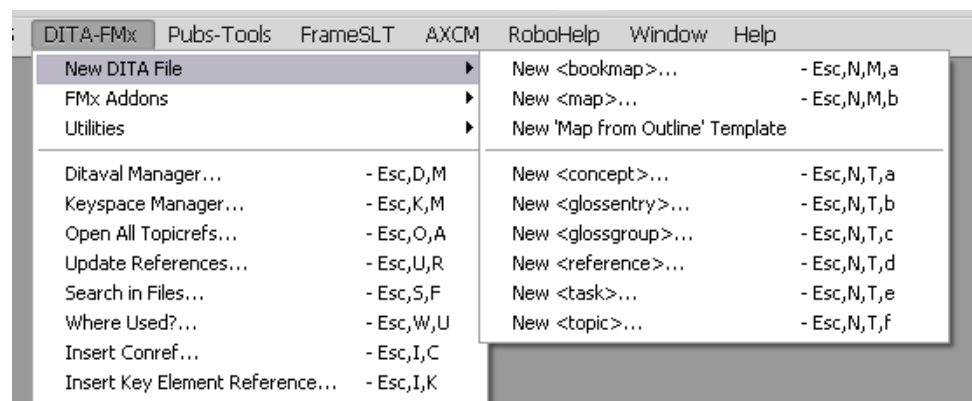 DITA-FMx Pubs-Tools FrameSLT AXCM RoboHelp Window Help
New DITA File
FMx Addons
Utilities
Ditaval Manager... - Esc,D,M
Keyspace Manager... - Esc,K,M
Open All Topicrefs... - Esc,O,A
Update References... - Esc,U,R
Search in Files... - Esc,S,F
Where Used?... - Esc,W,U
Insert Conref... - Esc,I,C
Insert Key Element Reference... - Esc,I,K
New <bookmap>... - Esc,N,M,a
New <map>... - Esc,N,M,b
New 'Map from Outline' Template
New <concept>... - Esc,N,T,a
New <glossentry>... - Esc,N,T,b
New <glossgroup>... - Esc,N,T,c
New <reference>... - Esc,N,T,d
New <task>... - Esc,N,T,e
New <topic>... - Esc,N,T,f